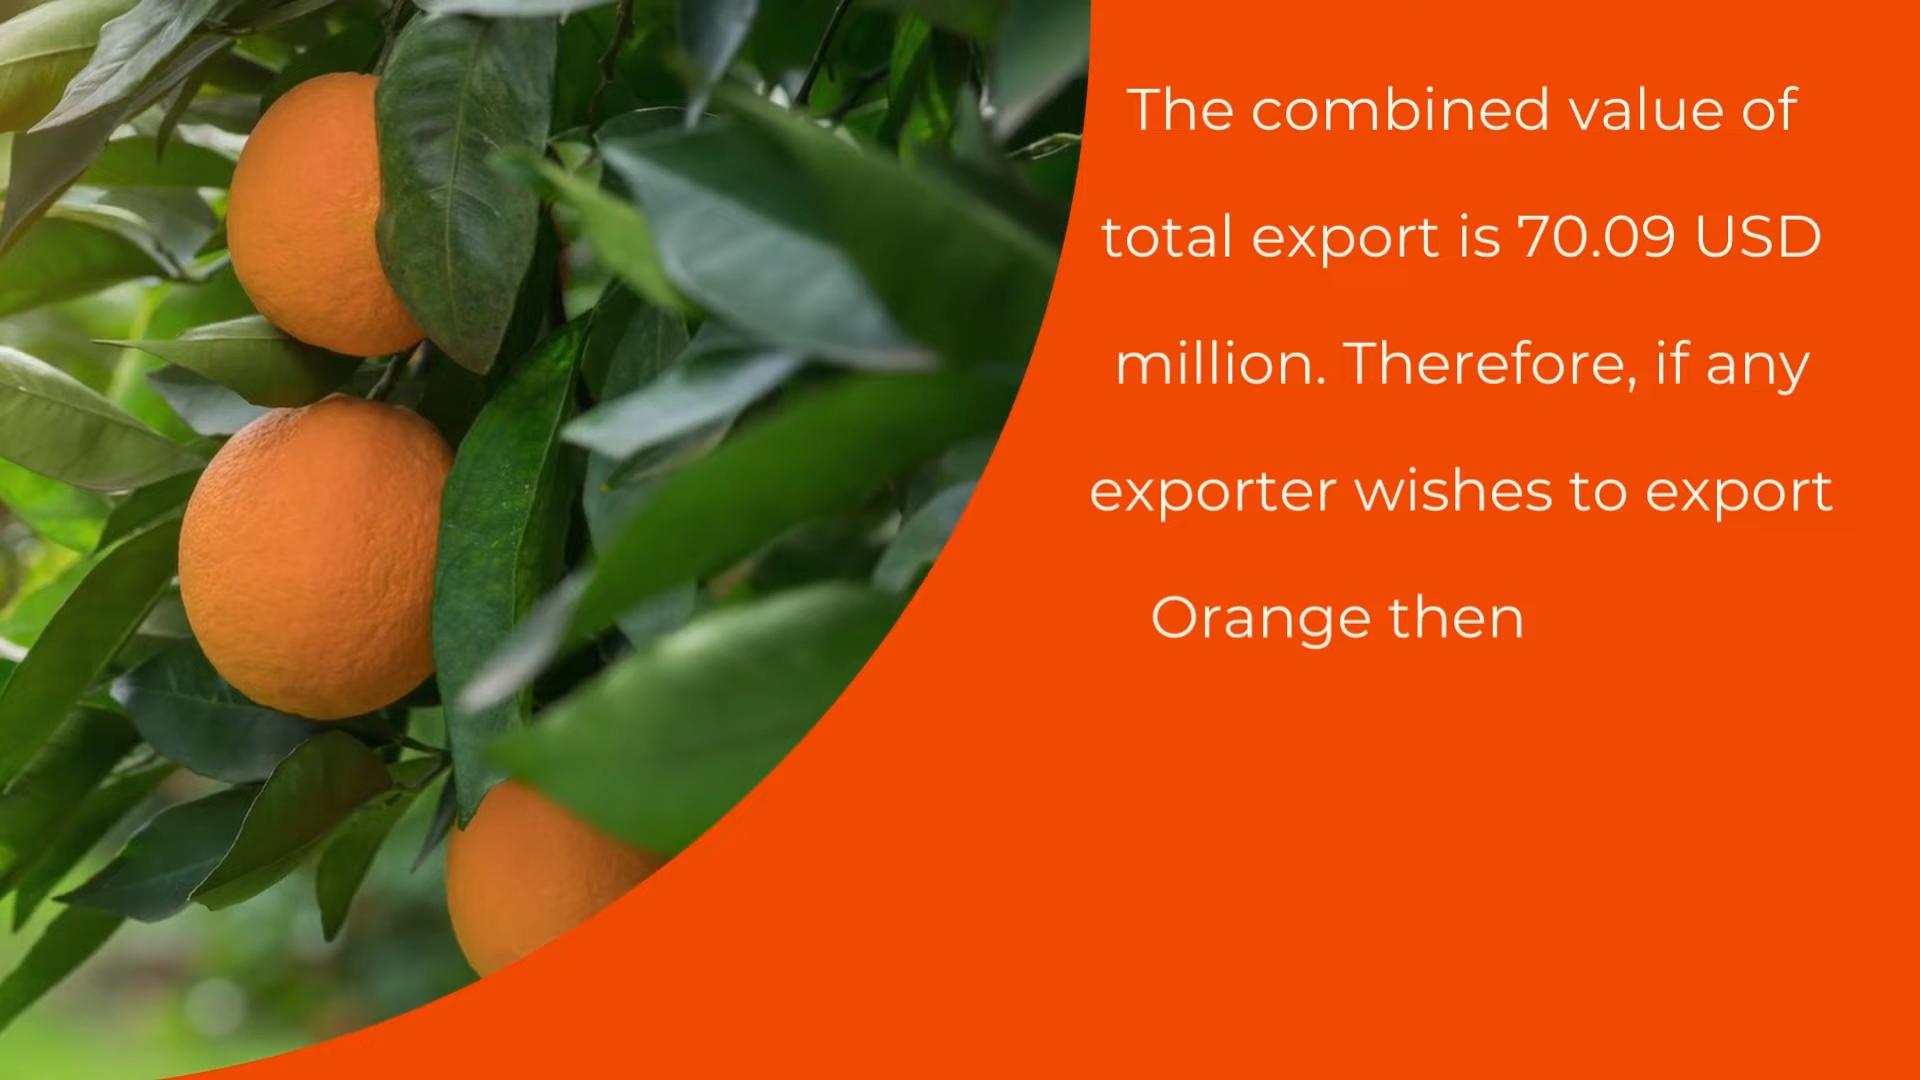 The combined value of
total export is 70.09 USD
million. Therefore, if any
exporter wishes to export
Orange then